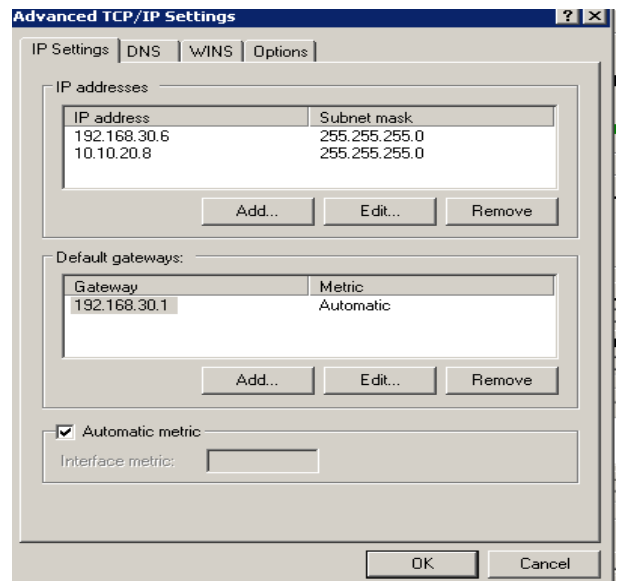 Advanced TCP/IP Settings ? X
IP Settings DNS WINS Options
IP addresses
IP address Subnet mask
192.168.30.6 255.255.255.0
10.10.20.8 255.255.255.0
Add... Edit... Remove
Default gateways:
Gateway Metric
192.168.30.1 Automatic
Add... Edit... Remove
Automatic metric
Interface metric:
OK Cancel